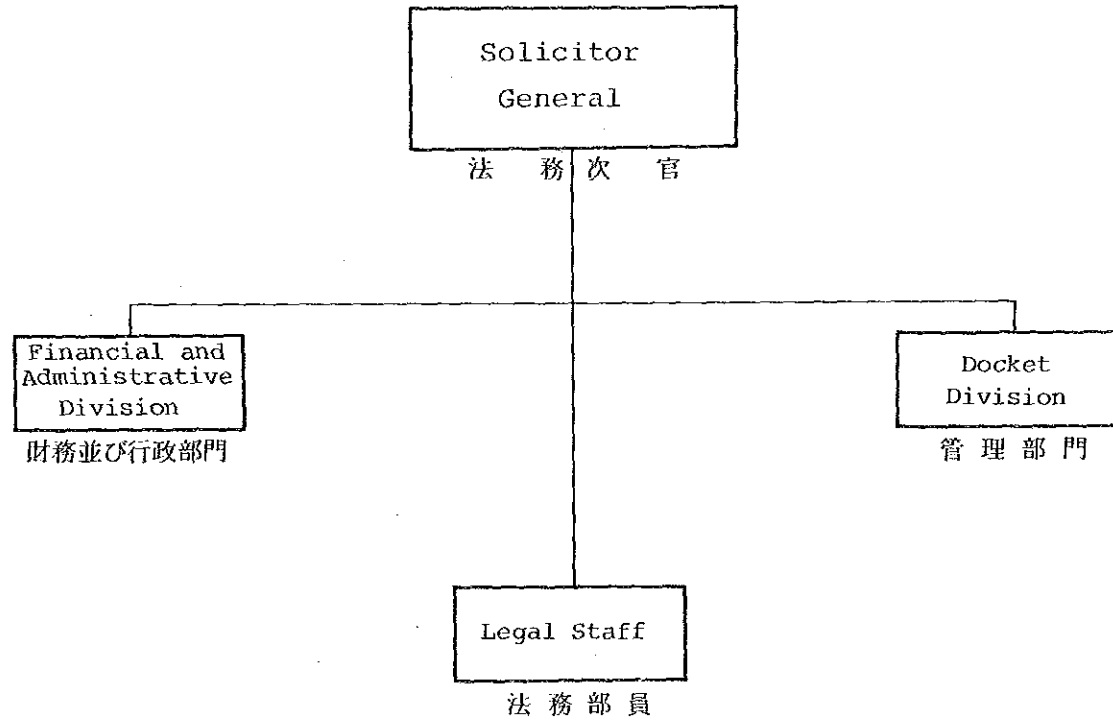 Solicitor
General
法務次官
Financial and
Administrative
Division
財務並び行政部門
Docket
Division
管理部門
Legal Staff
法務部員